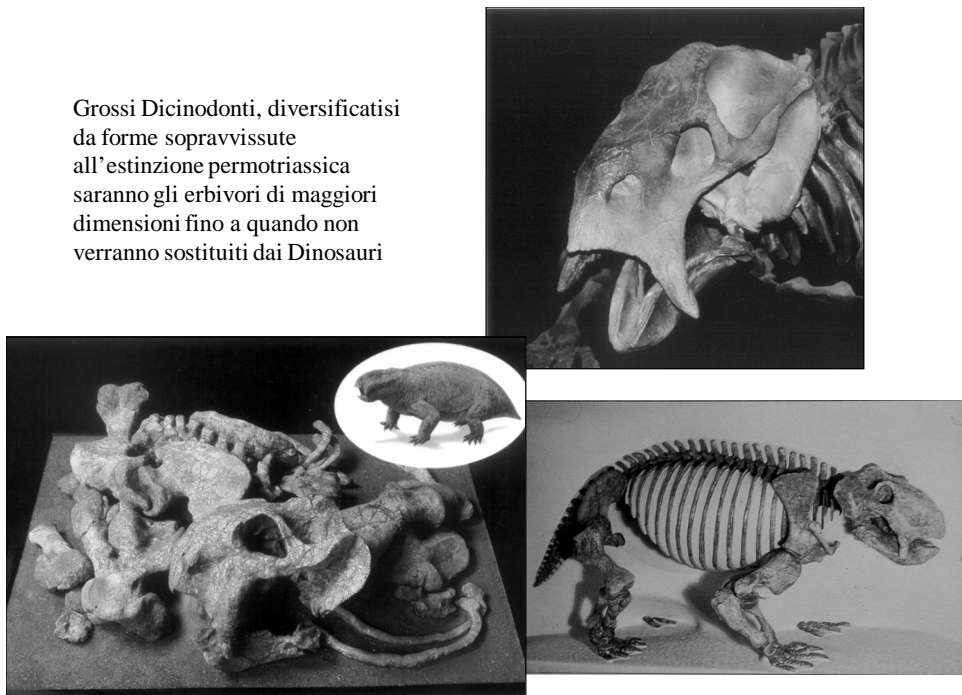 Grossi Dicinodonti, diversificatisi
da forme sopravvissute
all’estinzione permotriassica
saranno gli erbivori di maggiori
dimensioni fino a quando non
verranno sostituiti dai Dinosauri